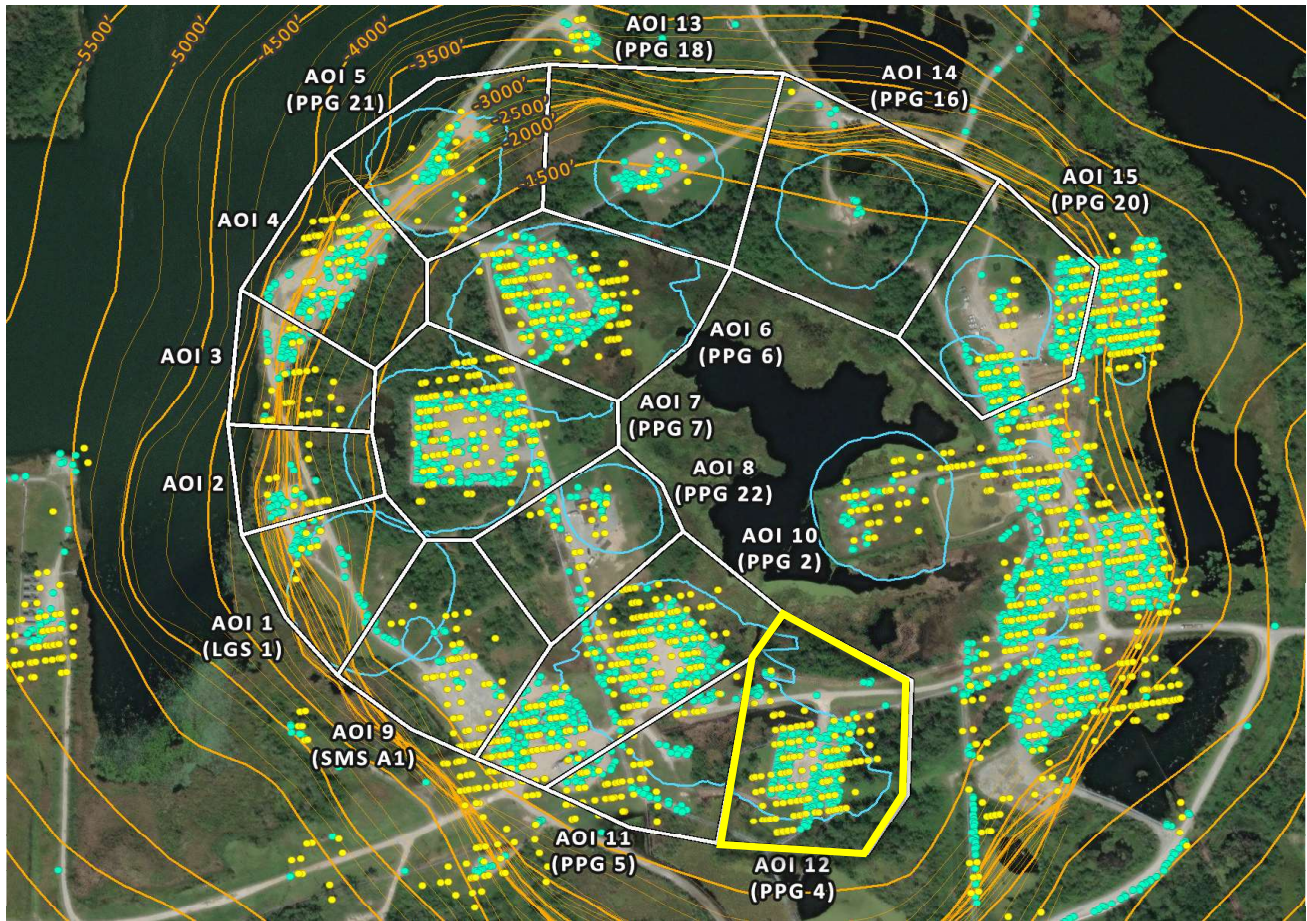 -5500'
-5000'
-4500'
-4000'
-3500'
-3000'
-2500'
-2000'
-1500'
AOI 13
(PPG 18)
AOI 5
(PPG 21)
AOI 14
(PPG 16)
AOI 15
(PPG 20)
AOI 4
AOI 3
AOI 6
(PPG 6)
AOI 7
(PPG 7)
AOI 2
AOI 8
(PPG 22)
AOI 10
(PPG 2)
AOI 1
(LGS 1)
AOI 9
(SMS A1)
AOI 11
(PPG 5)
AOI 12
(PPG 4)